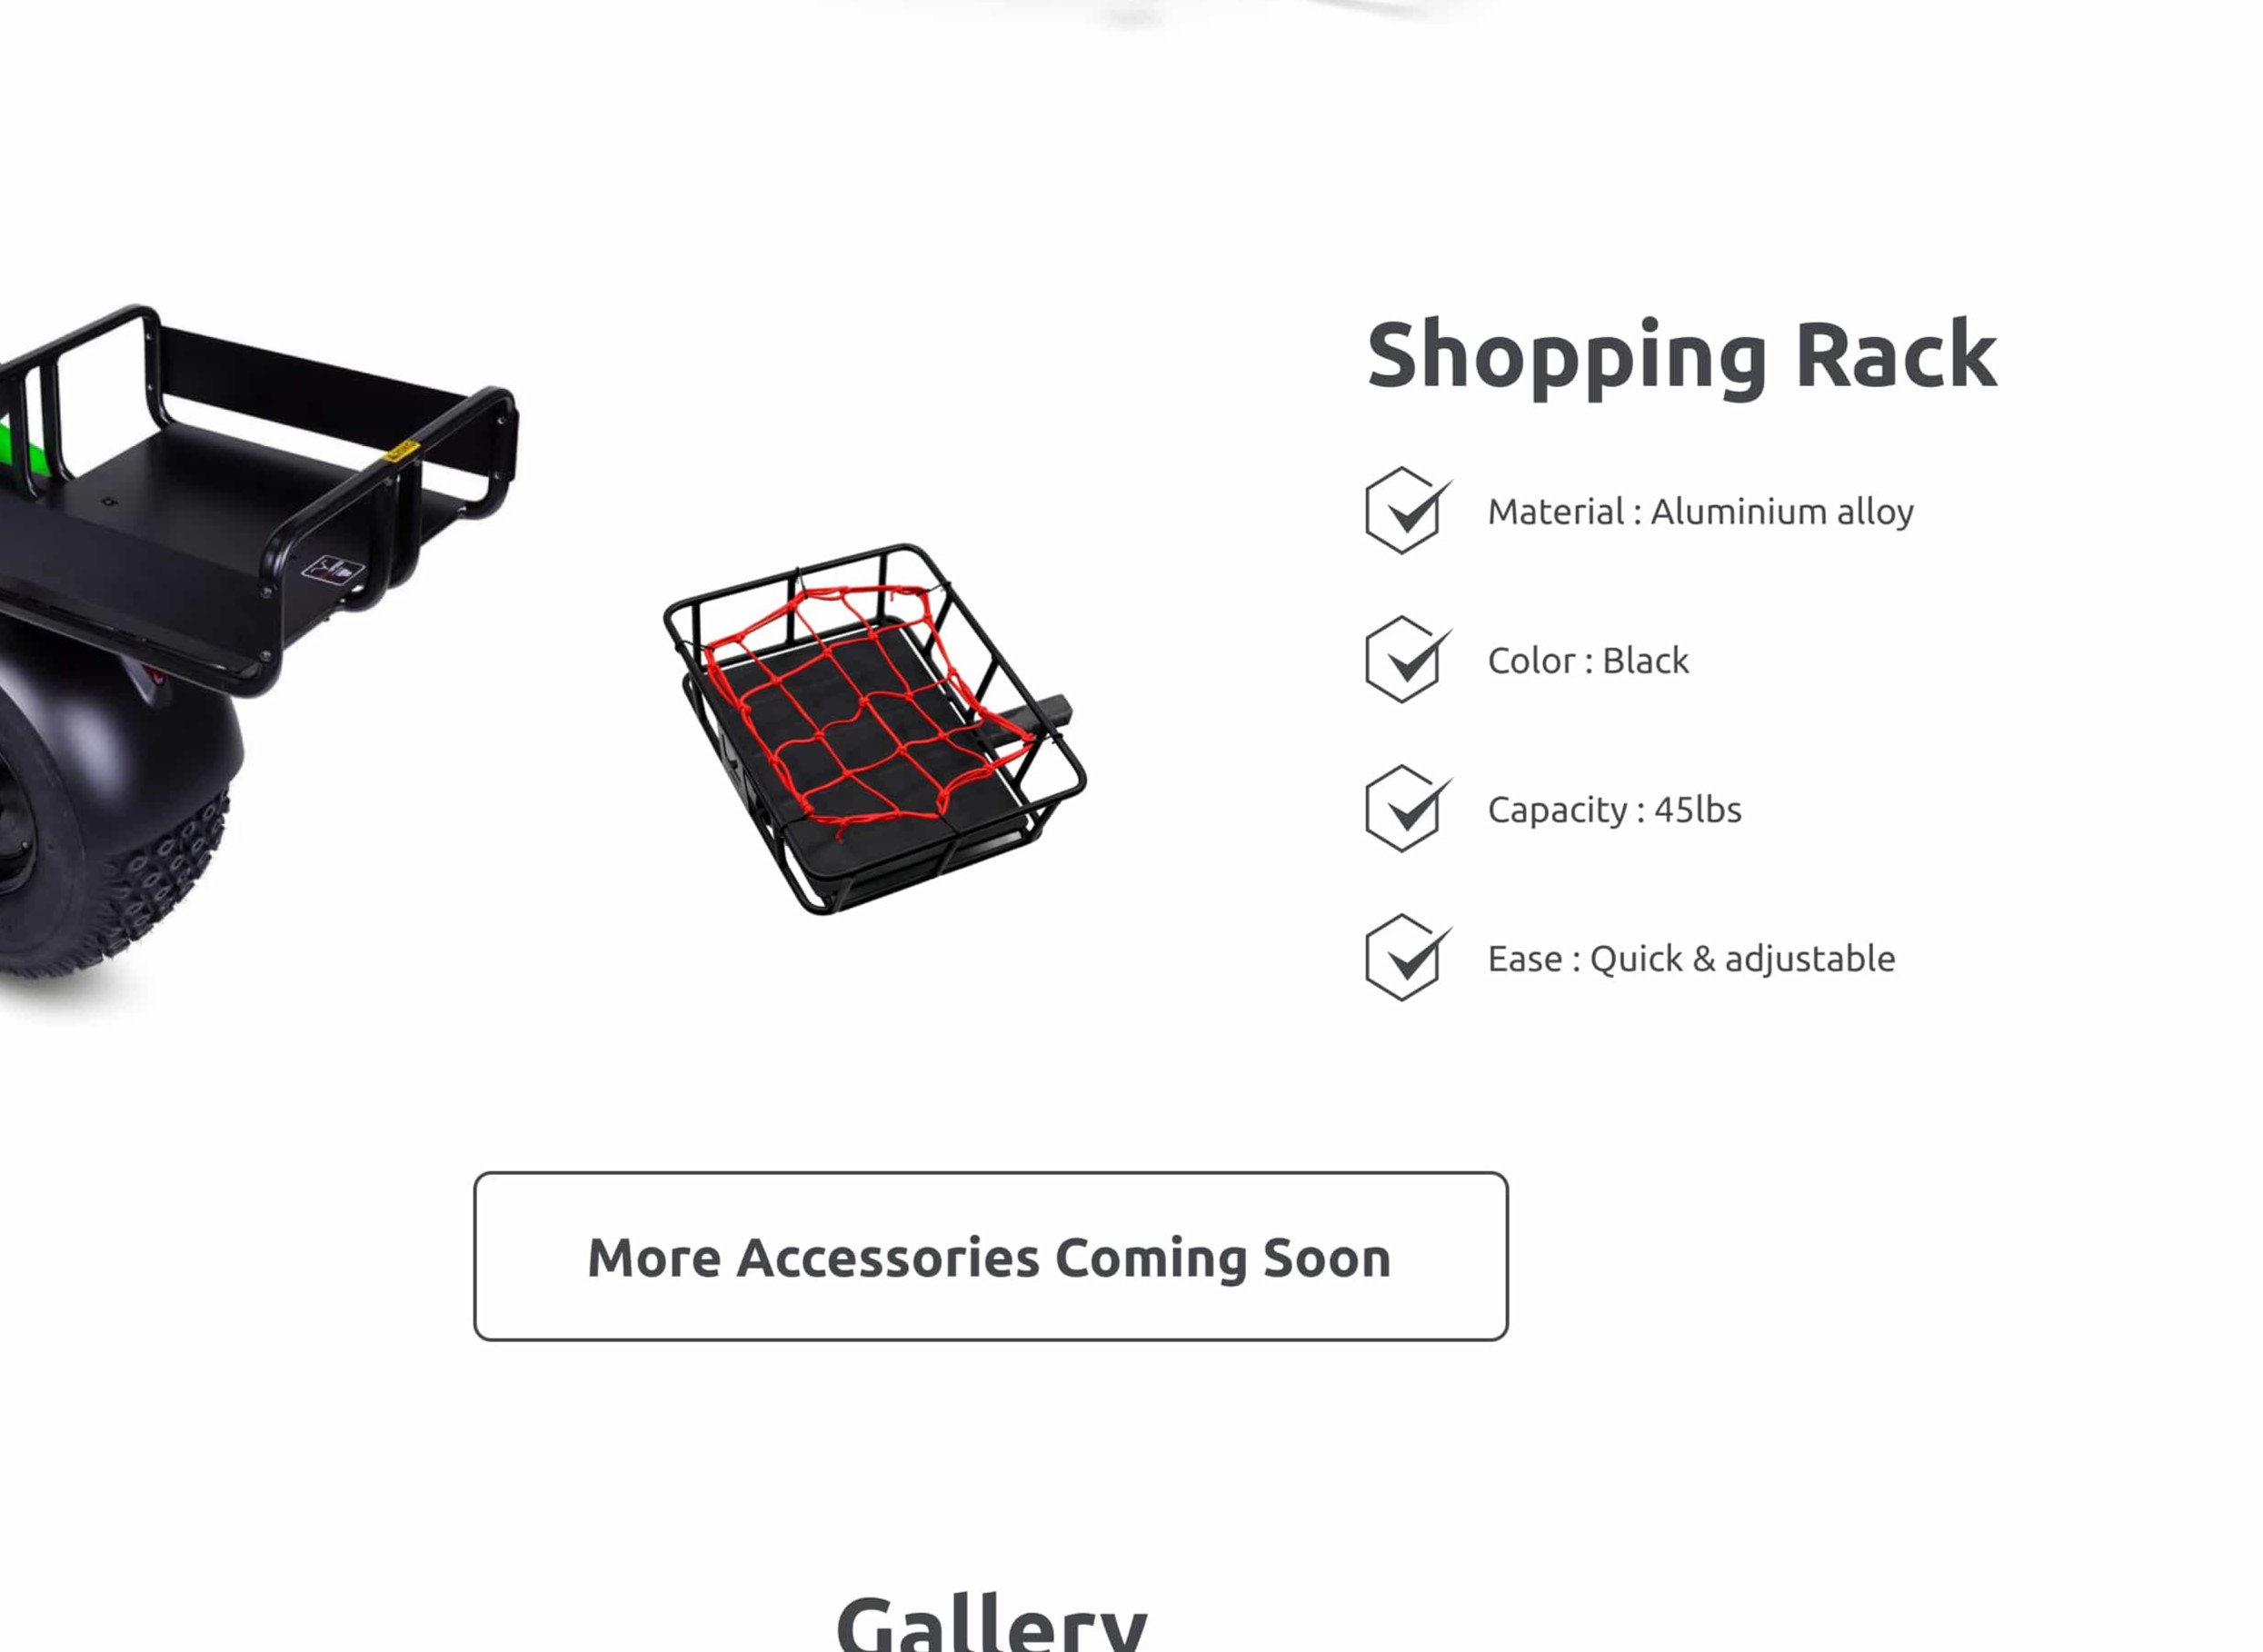 Shopping Rack
Material : Aluminium alloy
Color : Black
Capacity : 45lbs
Ease : Quick & adjustable
More Accessories Coming Soon
Gallery